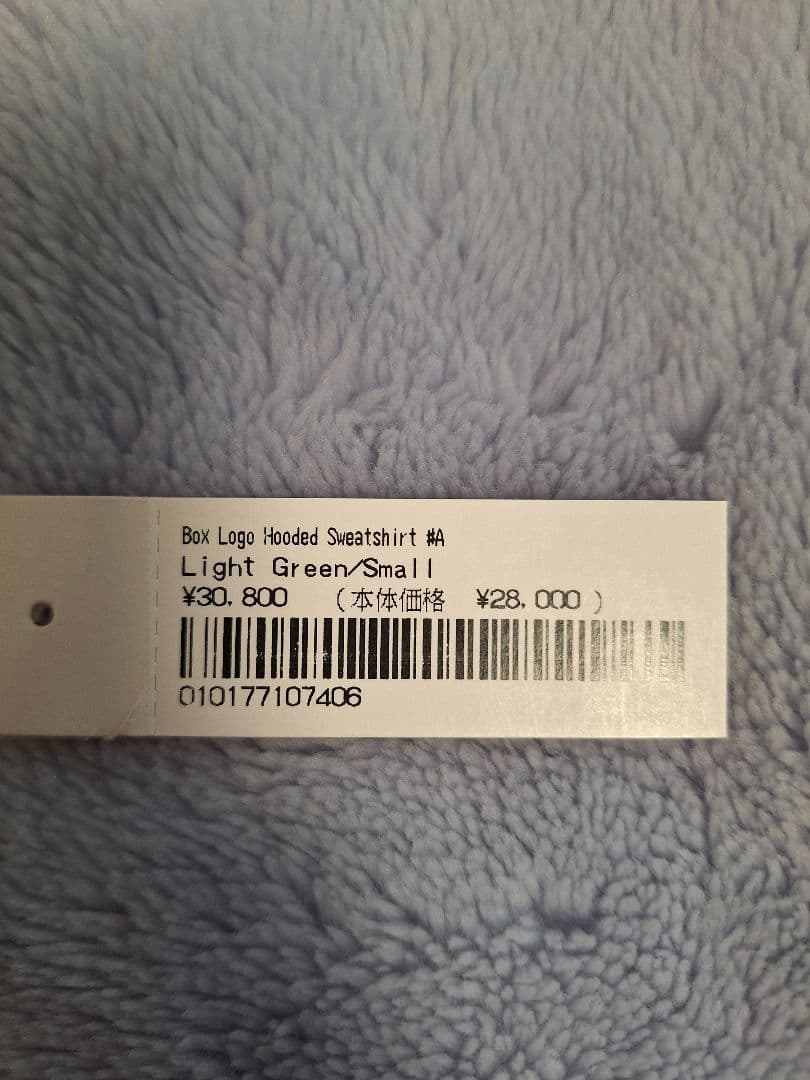 Box Logo Hooded Sweatshirt #A
Light Green/Small
¥30,800 (本体価格 ¥28,000)
010177107406